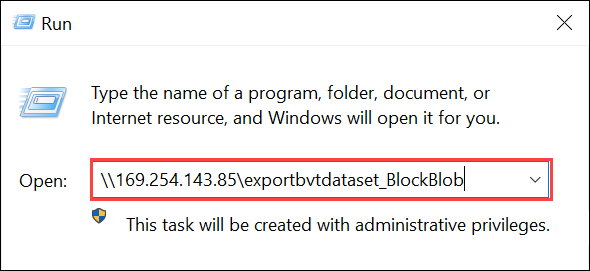 Run
Type the name of a program, folder, document, or
Internet resource, and Windows will open it for you.
Open: \\169.254.143.85\exportbvtdataset_BlockBlob
This task will be created with administrative privileges.